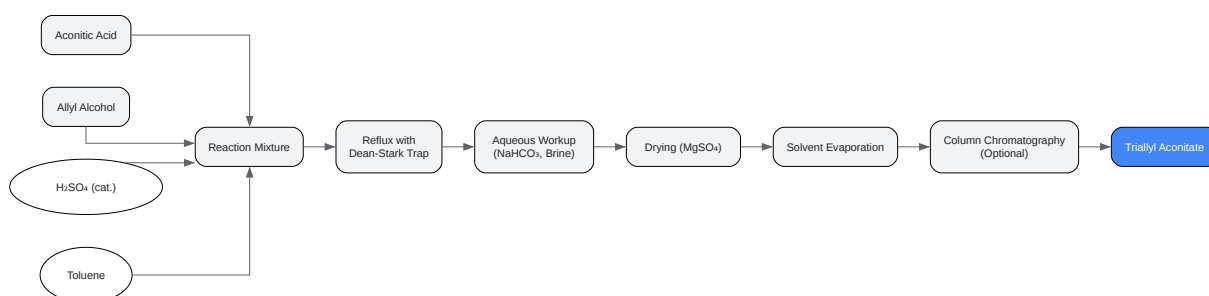 Aconitic Acid
Allyl Alcohol
H₂SO₄ (cat.)
Toluene
Reaction Mixture
Reflux with
Dean-Stark Trap
Aqueous Workup
(NaHCO₃, Brine)
Drying (MgSO₄)
Solvent Evaporation
Column Chromatography
(Optional)
Triallyl Aconitate